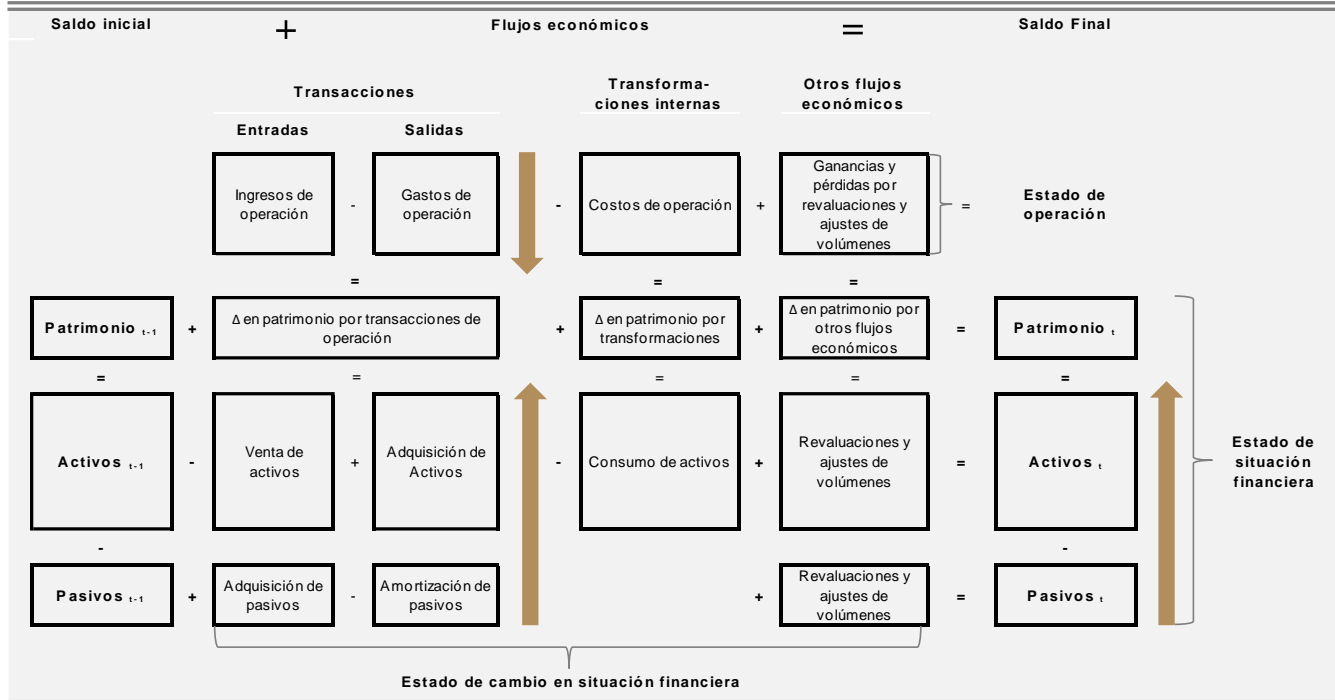 Saldo inicial + Flujos económicos = Saldo Final
Transacciones
Transforma-
ciones internas
Otros flujos
económicos
Entradas Salidas
Ingresos de
operación
-
Gastos de
operación
-
Costos de operación
+
Ganancias y
pérdidas por
revaluaciones y
ajustes de
volúmenes
=
Estado de
operación
= = =
Patrimonio t-1
+
Δ en patrimonio por transacciones de
operación
+
Δ en patrimonio por
transformaciones
+
Δ en patrimonio por
otros flujos
económicos
=
Patrimonio t
= = = = =
Activos t-1
-
Venta de
activos
+
Adquisición de
Activos
-
Consumo de activos
+
Revaluaciones y
ajustes de
volúmenes
=
Activos t
Estado de
situación
financiera
- -
Pasivos t-1
+
Adquisición de
pasivos
-
Amortización de
pasivos
+
Revaluaciones y
ajustes de
volúmenes
=
Pasivos t
Estado de cambio en situación financiera